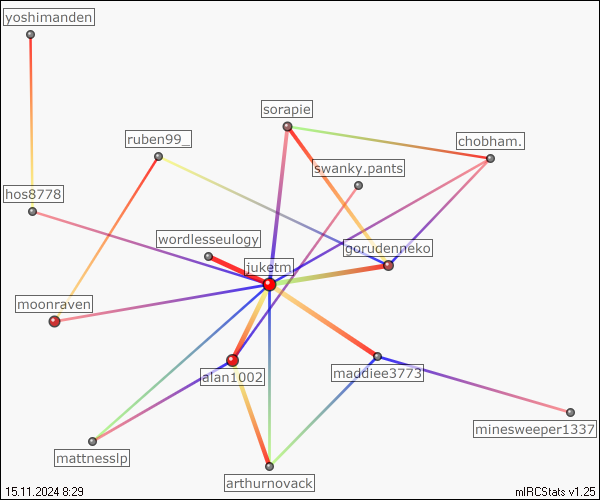 yoshimanden
sorapie
ruben99_
chobham.
swanky.pants
hos8778
wordlesseulogy
gorudenneko
juketm
moonraven
maddiee3773
alan1002
minesweeper1337
mattnesslp
arthurnovack
15.11.2024 8:29
mIRCStats v1.25